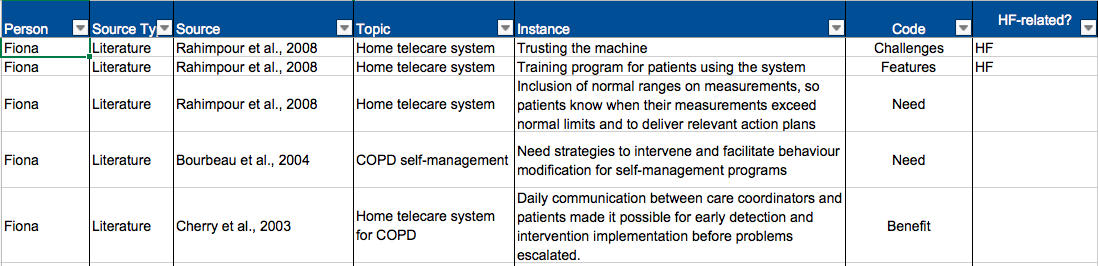 Person Source Ty Source Topic Instance Code HF-related?
Fiona Literature Rahimpour et al., 2008 Home telecare system Trusting the machine Challenges HF
Fiona Literature Rahimpour et al., 2008 Home telecare system Training program for patients using the system Features HF
Fiona Literature Rahimpour et al., 2008 Home telecare system Inclusion of normal ranges on measurements, so
patients know when their measurements exceed
normal limits and to deliver relevant action plans Need
Fiona Literature Bourbeau et al., 2004 COPD self-management Need strategies to intervene and facilitate behaviour
modification for self-management programs Need
Fiona Literature Cherry et al., 2003 Home telecare system
for COPD Daily communication between care coordinators and
patients made it possible for early detection and
intervention implementation before problems
escalated. Benefit